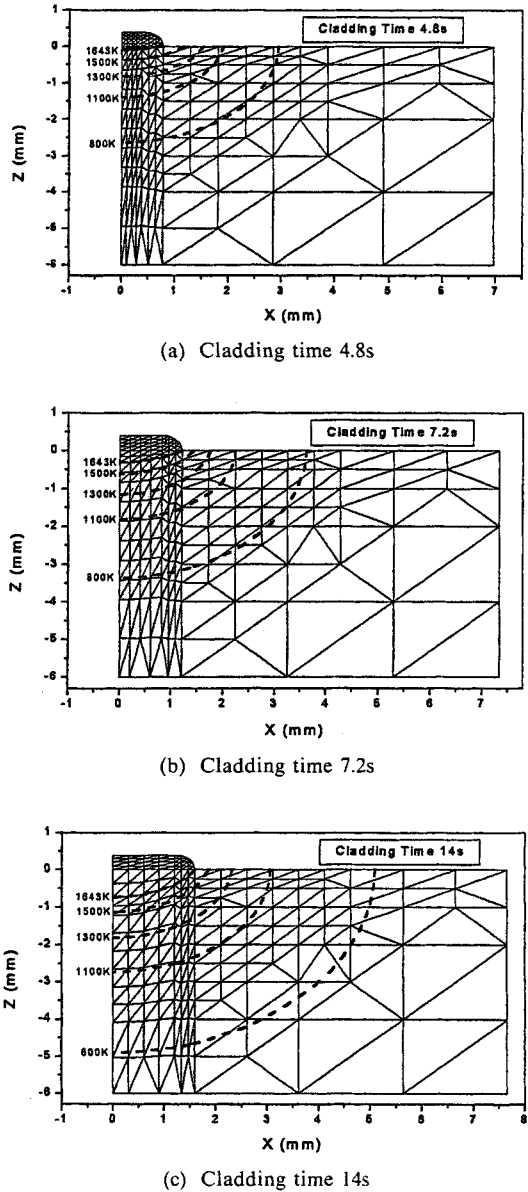 1
0
-1
-2
-3
-4
-5
-6
Z (mm)
Cladding Time 4.8s
1643K
1500K
1300K
1100K
800K
-1 0 1 2 3 4 5 6 7
X (mm)
(a) Cladding time 4.8s
1
0
-1
-2
-3
-4
-5
-6
Z (mm)
Cladding Time 7.2s
1643K
1500K
1300K
1100K
800K
-1 0 1 2 3 4 5 6 7
X (mm)
(b) Cladding time 7.2s
1
0
-1
-2
-3
-4
-5
-6
Z (mm)
Cladding Time 14s
1643K
1500K
1300K
1100K
600K
-1 0 1 2 3 4 5 6 7 8
X (mm)
(c) Cladding time 14s